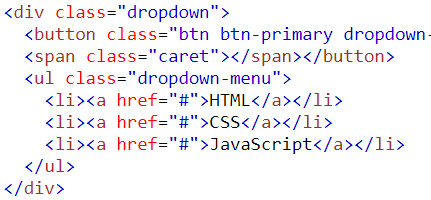 <div class="dropdown">
  <button class="btn btn-primary dropdown-
  <span class="caret"></span></button>
  <ul class="dropdown-menu">
    <li><a href="#">HTML</a></li>
    <li><a href="#">CSS</a></li>
    <li><a href="#">JavaScript</a></li>
  </ul>
</div>